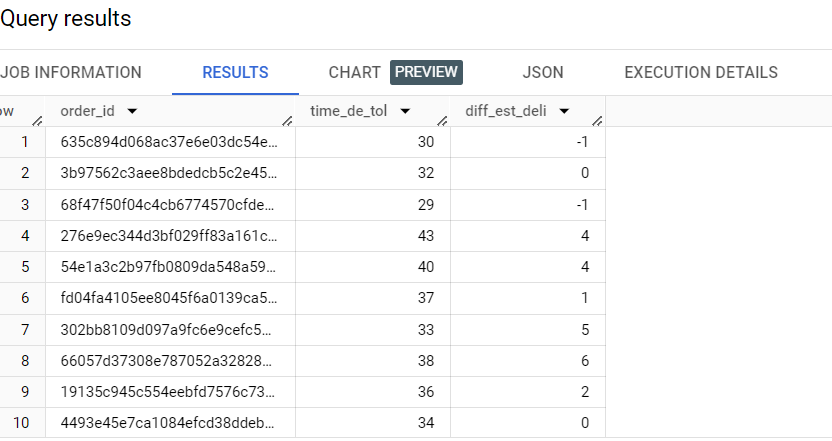 Query results
JOB INFORMATION RESULTS CHART PREVIEW JSON EXECUTION DETAILS
ow order_id time_de_tol diff_est_deli
1 635c894d068ac37e6e03dc54e... 30 -1
2 3b97562c3aee8bdedcb5c2e45... 32 0
3 68f47f50f04c4cb6774570cfde... 29 -1
4 276e9ec344d3bf029ff83a161c... 43 4
5 54e1a3c2b97fb0809da548a59... 40 4
6 fd04fa4105ee8045f6a0139ca5... 37 1
7 302bb8109d097a9fc6e9cefc5... 33 5
8 66057d37308e787052a32828... 38 6
9 19135c945c554eebfd7576c73... 36 2
10 4493e45e7ca1084efcd38ddeb... 34 0